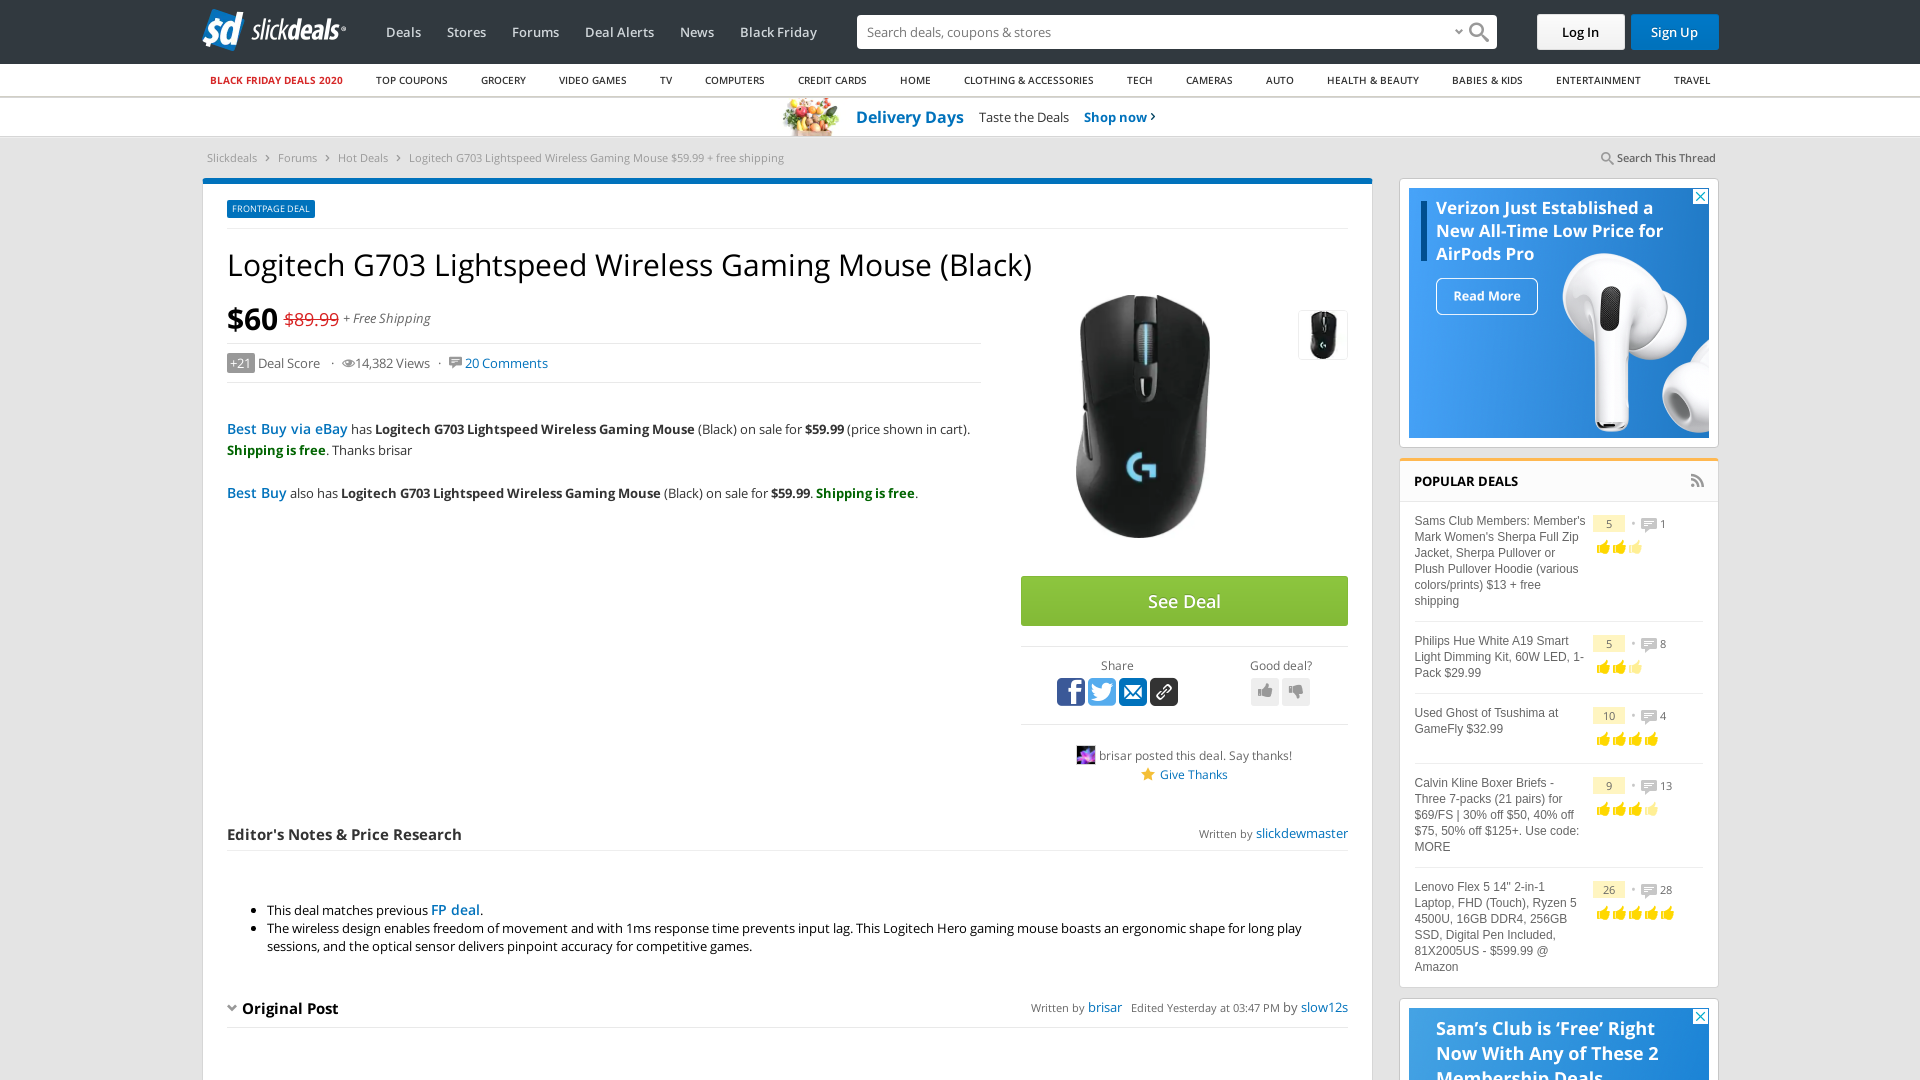 slickdeals
Deals Stores Forums Deal Alerts News Black Friday Search deals, coupons & stores Log In Sign Up
BLACK FRIDAY DEALS 2020 TOP COUPONS GROCERY VIDEO GAMES TV COMPUTERS CREDIT CARDS HOME CLOTHING & ACCESSORIES TECH CAMERAS AUTO HEALTH & BEAUTY BABIES & KIDS ENTERTAINMENT TRAVEL
Delivery Days Taste the Deals Shop now
Slickdeals Forums Hot Deals Logitech G703 Lightspeed Wireless Gaming Mouse $59.99 + free shipping Search This Thread
FRONTPAGE DEAL
Logitech G703 Lightspeed Wireless Gaming Mouse (Black)
$60 $89.99 + Free Shipping
+21 Deal Score · 14,382 Views · 20 Comments
Best Buy via eBay has Logitech G703 Lightspeed Wireless Gaming Mouse (Black) on sale for $59.99 (price shown in cart).
Shipping is free. Thanks brisar
Best Buy also has Logitech G703 Lightspeed Wireless Gaming Mouse (Black) on sale for $59.99. Shipping is free.
See Deal
Share Good deal?
brisar posted this deal. Say thanks!
Give Thanks
Editor's Notes & Price Research Written by slickdewmaster
• This deal matches previous FP deal.
• The wireless design enables freedom of movement and with 1ms response time prevents input lag. This Logitech Hero gaming mouse boasts an ergonomic shape for long play
sessions, and the optical sensor delivers pinpoint accuracy for competitive games.
Original Post Written by brisar Edited Yesterday at 03:47 PM by slow12s
Verizon Just Established a
New All-Time Low Price for
AirPods Pro
Read More
POPULAR DEALS
Sams Club Members: Member's 5 • 1
Mark Women's Sherpa Full Zip
Jacket, Sherpa Pullover or
Plush Pullover Hoodie (various
colors/prints) $13 + free
shipping
Philips Hue White A19 Smart 5 • 8
Light Dimming Kit, 60W LED, 1-
Pack $29.99
Used Ghost of Tsushima at 10 • 4
GameFly $32.99
Calvin Kline Boxer Briefs - 9 • 13
Three 7-packs (21 pairs) for
$69/FS | 30% off $50, 40% off
$75, 50% off $125+. Use code:
MORE
Lenovo Flex 5 14" 2-in-1 26 • 28
Laptop, FHD (Touch), Ryzen 5
4500U, 16GB DDR4, 256GB
SSD, Digital Pen Included,
81X2005US - $599.99 @
Amazon
Sam's Club is 'Free' Right
Now With Any of These 2
Membership Deals